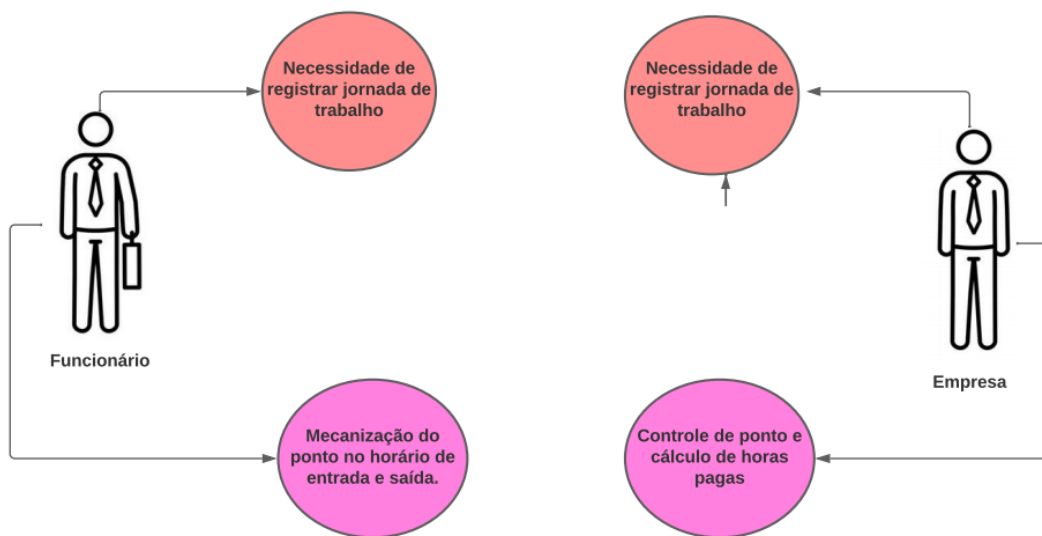 Necessidade de
registrar jornada de
trabalho
Necessidade de
registrar jornada de
trabalho
Funcionário
Empresa
Mecanização do
ponto no horário de
entrada e saída.
Controle de ponto e
cálculo de horas
pagas